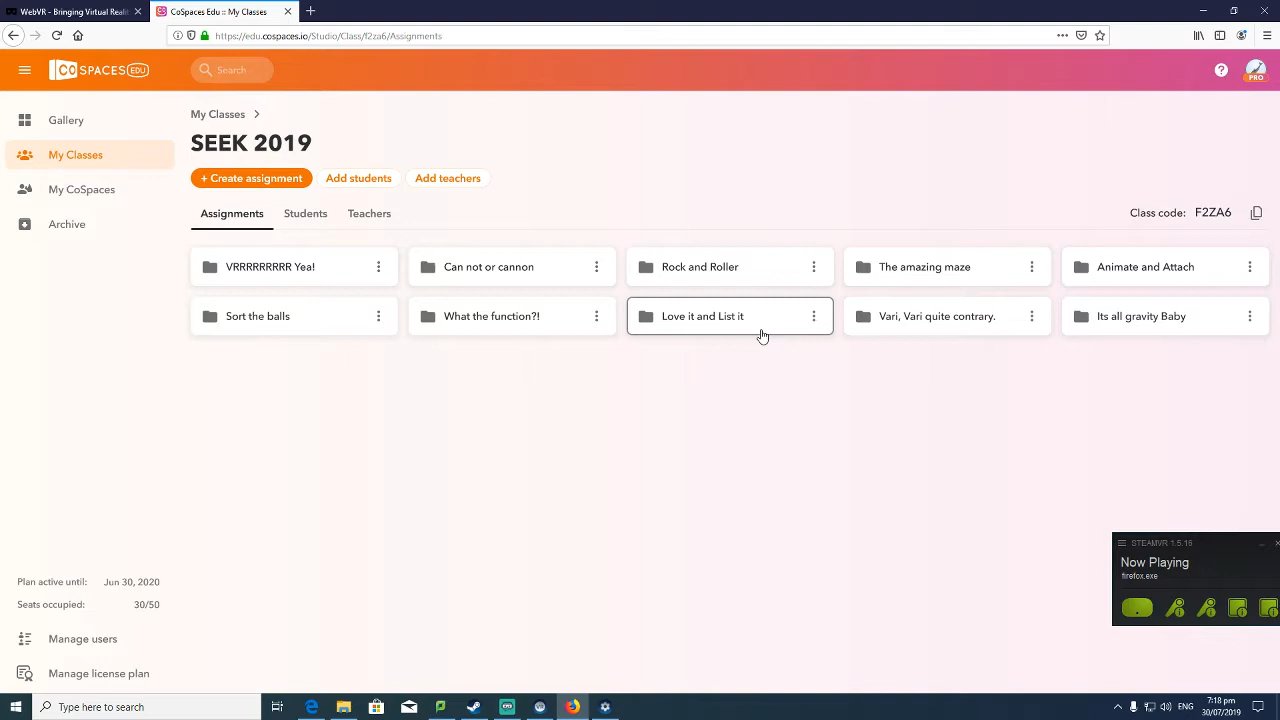 WebVR - Bringing Virtual Reali
CoSpaces Edu :: My Classes
https://edu.cospaces.io/Studio/Class/f2za6/Assignments
COSPACES EDU
Search
PRO
Gallery
My Classes
My CoSpaces
Archive
My Classes >
SEEK 2019
+ Create assignment
Add students
Add teachers
Assignments
Students
Teachers
Class code: F2ZA6
VRRRRRRRRR Yea!
Can not or cannon
Rock and Roller
The amazing maze
Animate and Attach
Sort the balls
What the function?!
Love it and List it
Vari, Vari quite contrary.
Its all gravity Baby
STEAMVR 1.5.16
Now Playing
firefox.exe
Plan active until: Jun 30, 2020
Seats occupied: 30/50
Manage users
Manage license plan
Type here to search
ENG
7:18 pm
30/07/2019